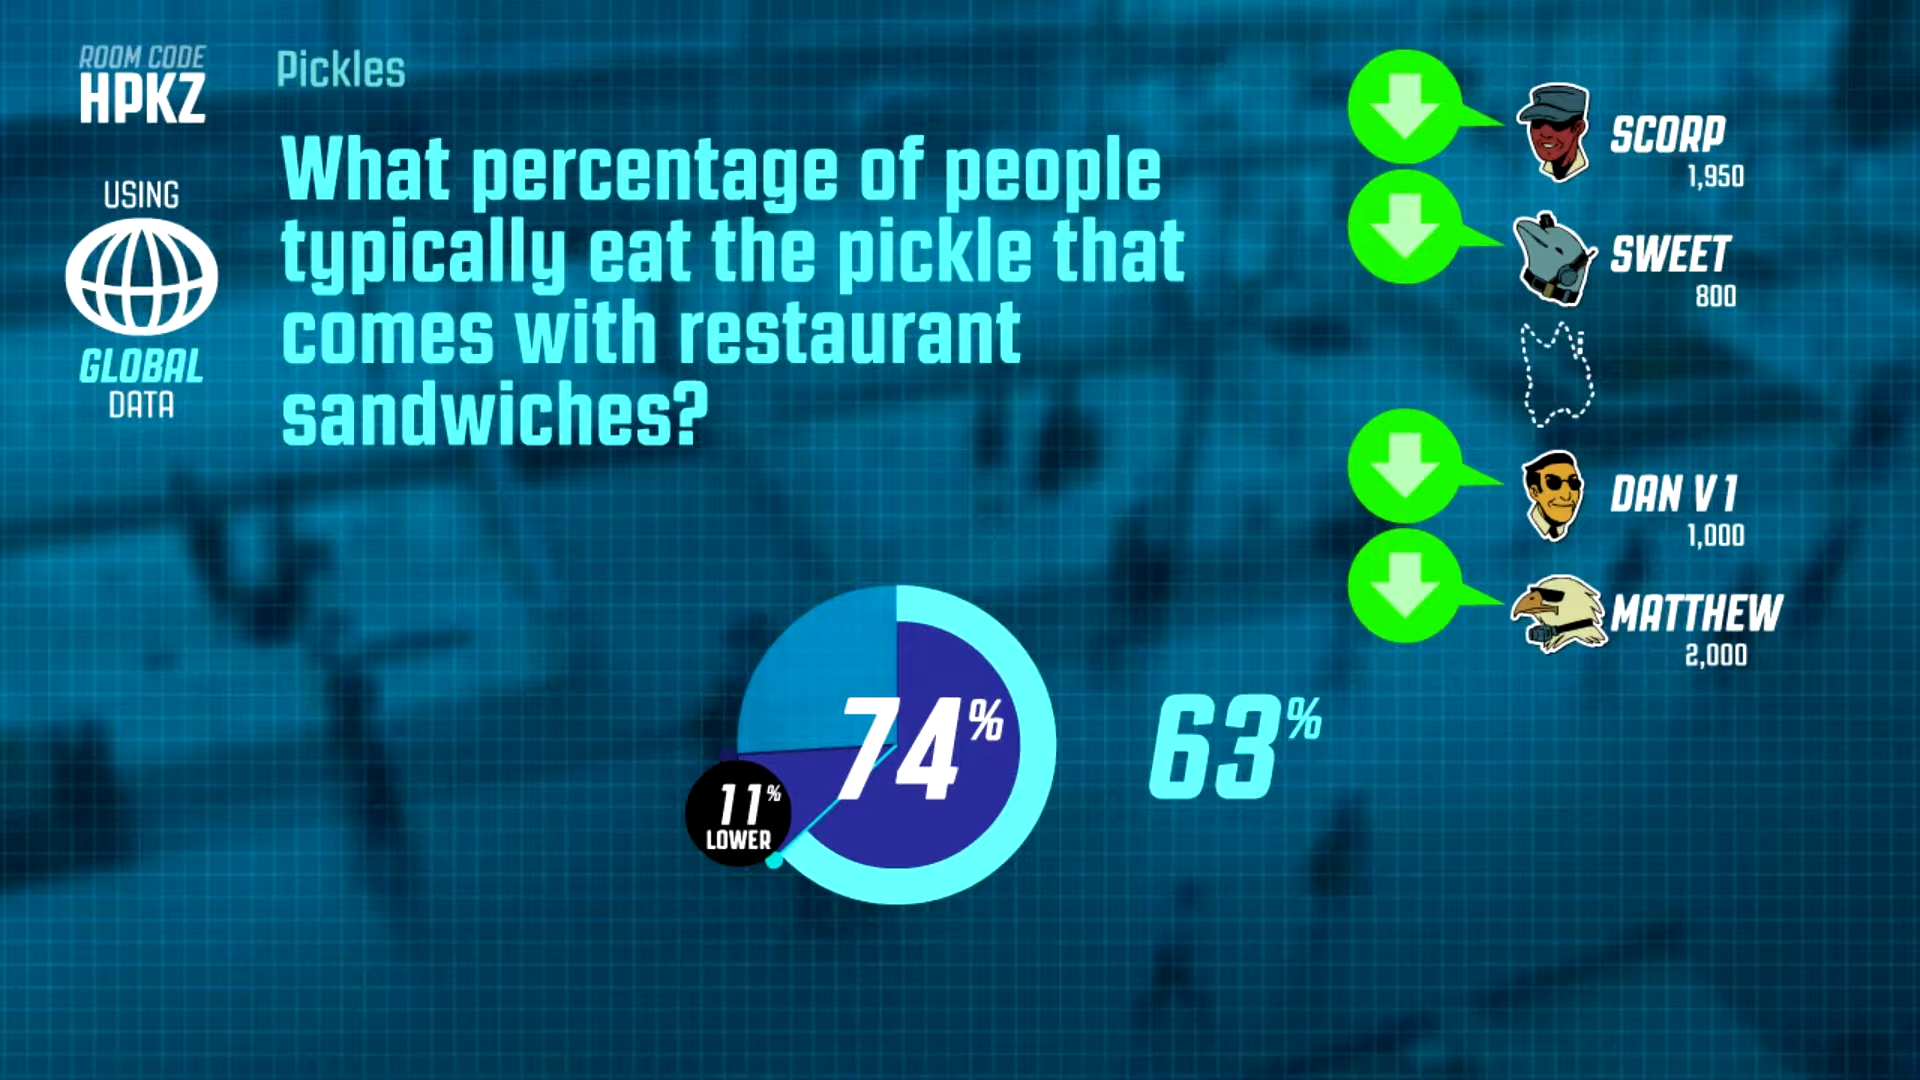 ROOM CODE
HPKZ
USING
GLOBAL
DATA
Pickles
What percentage of people
typically eat the pickle that
comes with restaurant
sandwiches?
SCORP
1,950
SWEET
800
DAN V 1
1,000
MATTHEW
2,000
74%
63%
11%
LOWER